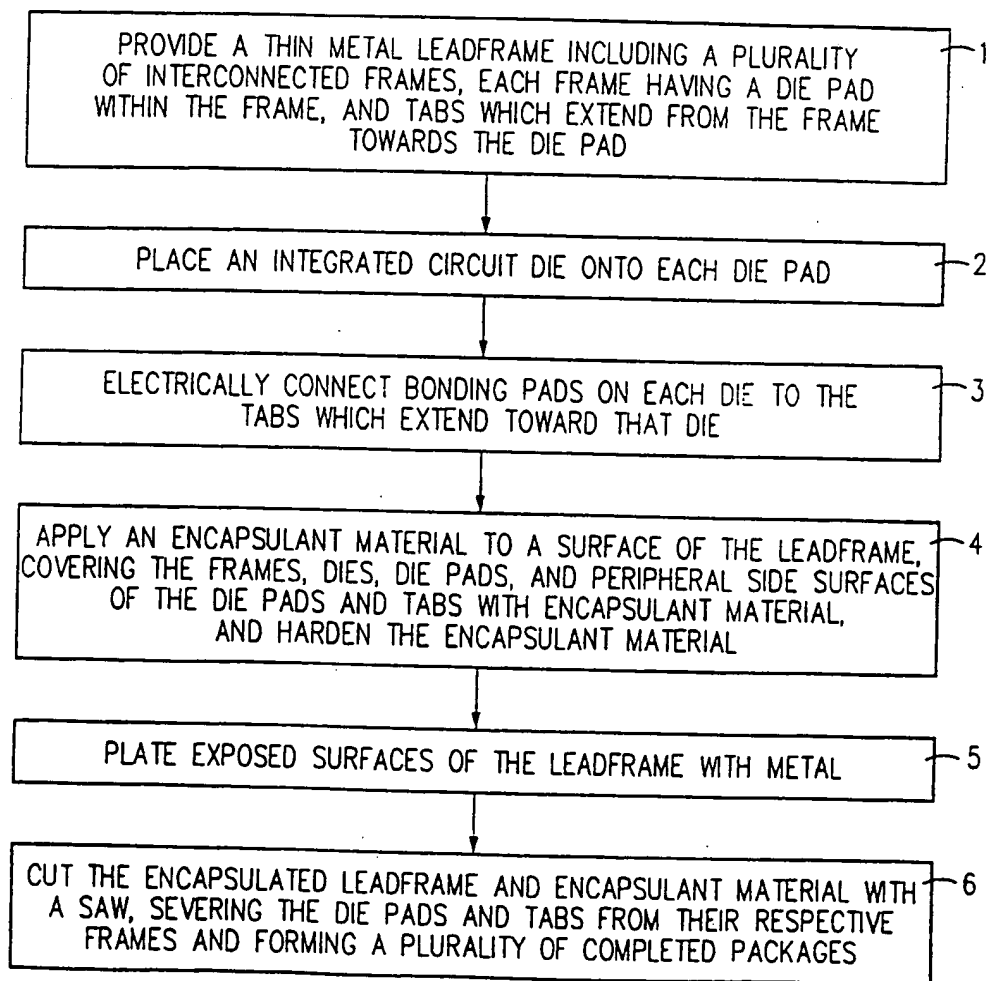 PROVIDE A THIN METAL LEADFRAME INCLUDING A PLURALITY
OF INTERCONNECTED FRAMES, EACH FRAME HAVING A DIE PAD
WITHIN THE FRAME, AND TABS WHICH EXTEND FROM THE FRAME
TOWARDS THE DIE PAD
1
PLACE AN INTEGRATED CIRCUIT DIE ONTO EACH DIE PAD
2
ELECTRICALLY CONNECT BONDING PADS ON EACH DIE TO THE
TABS WHICH EXTEND TOWARD THAT DIE
3
APPLY AN ENCAPSULANT MATERIAL TO A SURFACE OF THE LEADFRAME,
COVERING THE FRAMES, DIES, DIE PADS, AND PERIPHERAL SIDE SURFACES
OF THE DIE PADS AND TABS WITH ENCAPSULANT MATERIAL,
AND HARDEN THE ENCAPSULANT MATERIAL
4
PLATE EXPOSED SURFACES OF THE LEADFRAME WITH METAL
5
CUT THE ENCAPSULATED LEADFRAME AND ENCAPSULANT MATERIAL WITH
A SAW, SEVERING THE DIE PADS AND TABS FROM THEIR RESPECTIVE
FRAMES AND FORMING A PLURALITY OF COMPLETED PACKAGES
6